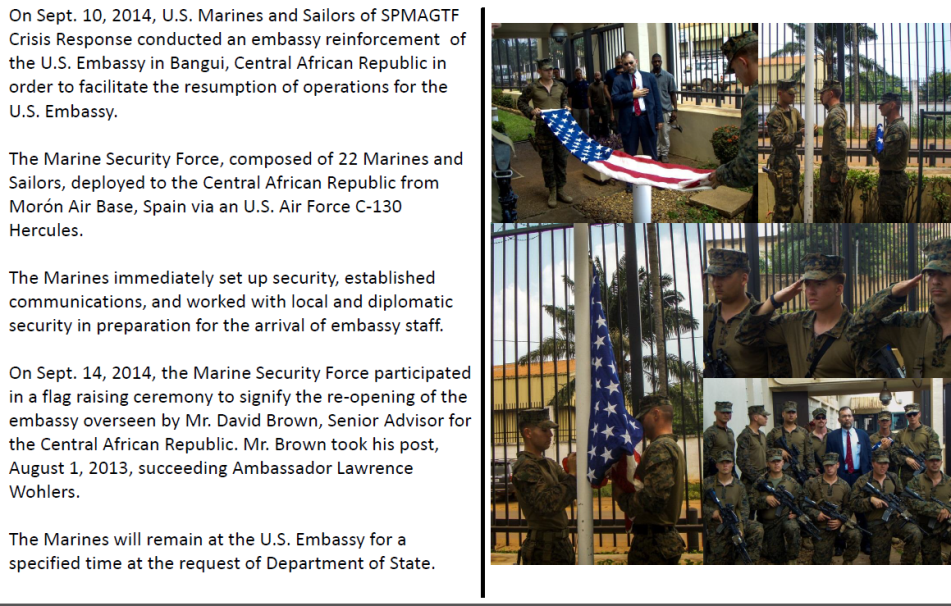 On Sept. 10, 2014, U.S. Marines and Sailors of SPMAGTF
Crisis Response conducted an embassy reinforcement of
the U.S. Embassy in Bangui, Central African Republic in
order to facilitate the resumption of operations for the
U.S. Embassy.
The Marine Security Force, composed of 22 Marines and
Sailors, deployed to the Central African Republic from
Morón Air Base, Spain via an U.S. Air Force C-130
Hercules.
The Marines immediately set up security, established
communications, and worked with local and diplomatic
security in preparation for the arrival of embassy staff.
On Sept. 14, 2014, the Marine Security Force participated
in a flag raising ceremony to signify the re-opening of the
embassy overseen by Mr. David Brown, Senior Advisor for
the Central African Republic. Mr. Brown took his post,
August 1, 2013, succeeding Ambassador Lawrence
Wohlers.
The Marines will remain at the U.S. Embassy for a
specified time at the request of Department of State.